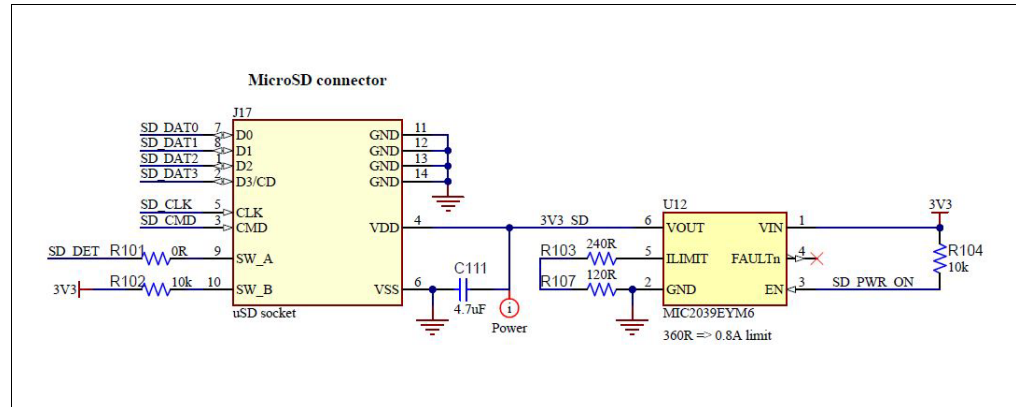 MicroSD connector
J17
SD_DAT0 7 D0 GND 11
SD_DAT1 8 D1 GND 12
SD_DAT2 1 D2 GND 13
SD_DAT3 2 D3/CD GND 14
SD_CLK 5 CLK
SD_CMD 3 CMD VDD 4
SD_DET R101 0R 9 SW_A
3V3 R102 10k 10 SW_B VSS 6
uSD socket
C111
4.7uF
i
Power
3V3_SD
U12
6 VOUT VIN 1
R103 240R 5 ILIMIT FAULTn 4
R107 120R 2 GND EN 3 SD_PWR_ON
MIC2039EYM6
360R => 0.8A limit
3V3
R104
10k